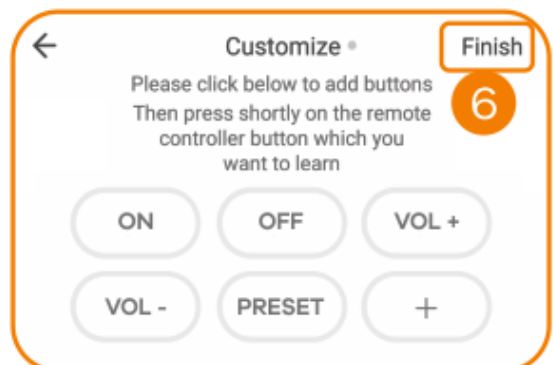 ← Customize Finish
Please click below to add buttons
6
Then press shortly on the remote
controller button which you
want to learn
ON OFF VOL +
VOL - PRESET +